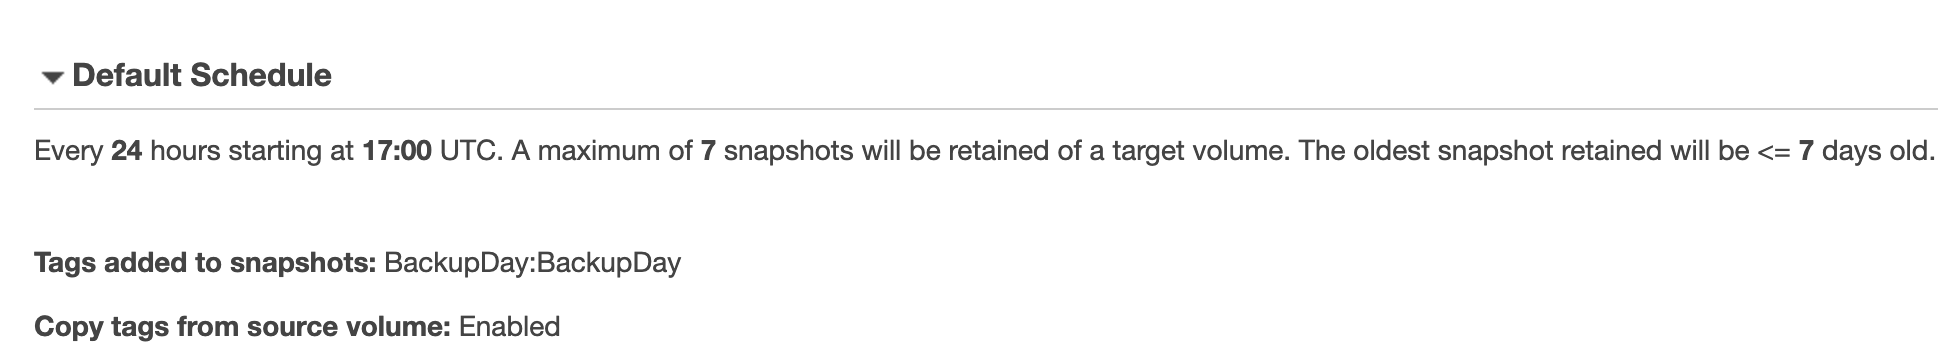 Default Schedule
Every 24 hours starting at 17:00 UTC. A maximum of 7 snapshots will be retained of a target volume. The oldest snapshot retained will be <= 7 days old.
Tags added to snapshots: BackupDay:BackupDay
Copy tags from source volume: Enabled